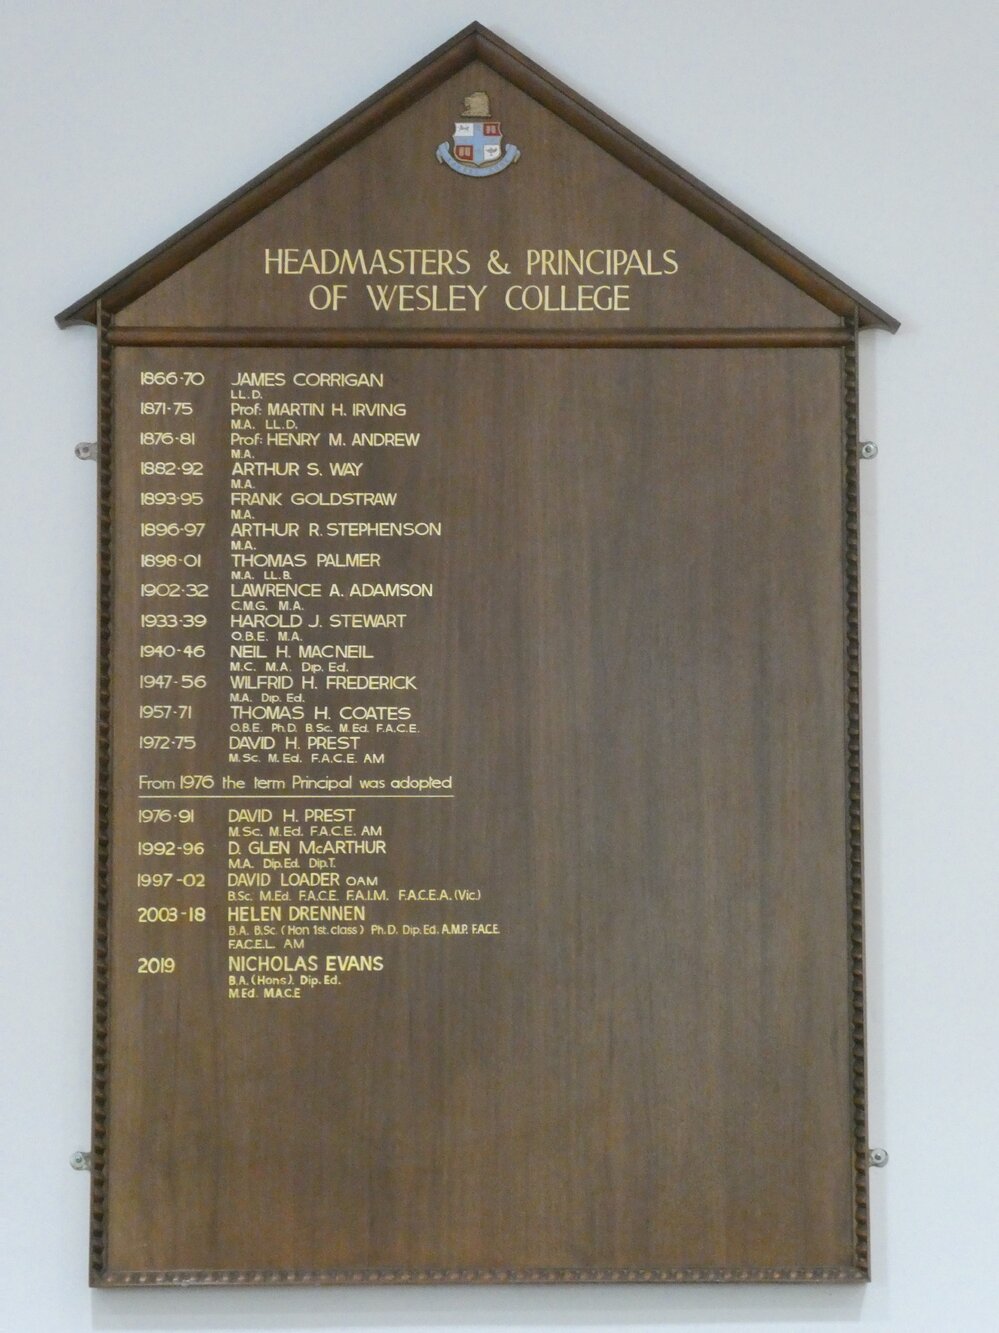 HEADMASTERS & PRINCIPALS
OF WESLEY COLLEGE
1866-70 JAMES CORRIGAN
LL.D.
1871-75 Prof: MARTIN H. IRVING
M.A. LL.D.
1876-81 Prof: HENRY M. ANDREW
M.A.
1882-92 ARTHUR S. WAY
M.A.
1893-95 FRANK GOLDSTRAW
M.A.
1896-97 ARTHUR R. STEPHENSON
M.A.
1898-01 THOMAS PALMER
M.A. LL.B.
1902-32 LAWRENCE A. ADAMSON
C.M.G. M.A.
1933-39 HAROLD J. STEWART
O.B.E. M.A.
1940-46 NEIL H. MACNEIL
M.C. M.A. Dip. Ed.
1947-56 WILFRID H. FREDERICK
M.A. Dip. Ed.
1957-71 THOMAS H. COATES
O.B.E. Ph.D. B.Sc. M.Ed. F.A.C.E.
1972-75 DAVID H. PREST
M.Sc. M.Ed. F.A.C.E. AM
From 1976 the term Principal was adopted
1976-91 DAVID H. PREST
M.Sc. M.Ed. F.A.C.E. AM
1992-96 D. GLEN McARTHUR
M.A. Dip.Ed. Dip.T.
1997-02 DAVID LOADER OAM
B.Sc. M.Ed. F.A.C.E. F.A.I.M. F.A.C.E.A. (Vic.)
2003-18 HELEN DRENNEN
B.A. B.Sc. (Hon 1st. class) Ph.D. Dip.Ed. A.M.P. F.A.C.E.
F.A.C.E.L. AM
2019 NICHOLAS EVANS
B.A. (Hons). Dip. Ed.
M.Ed. M.A.C.E